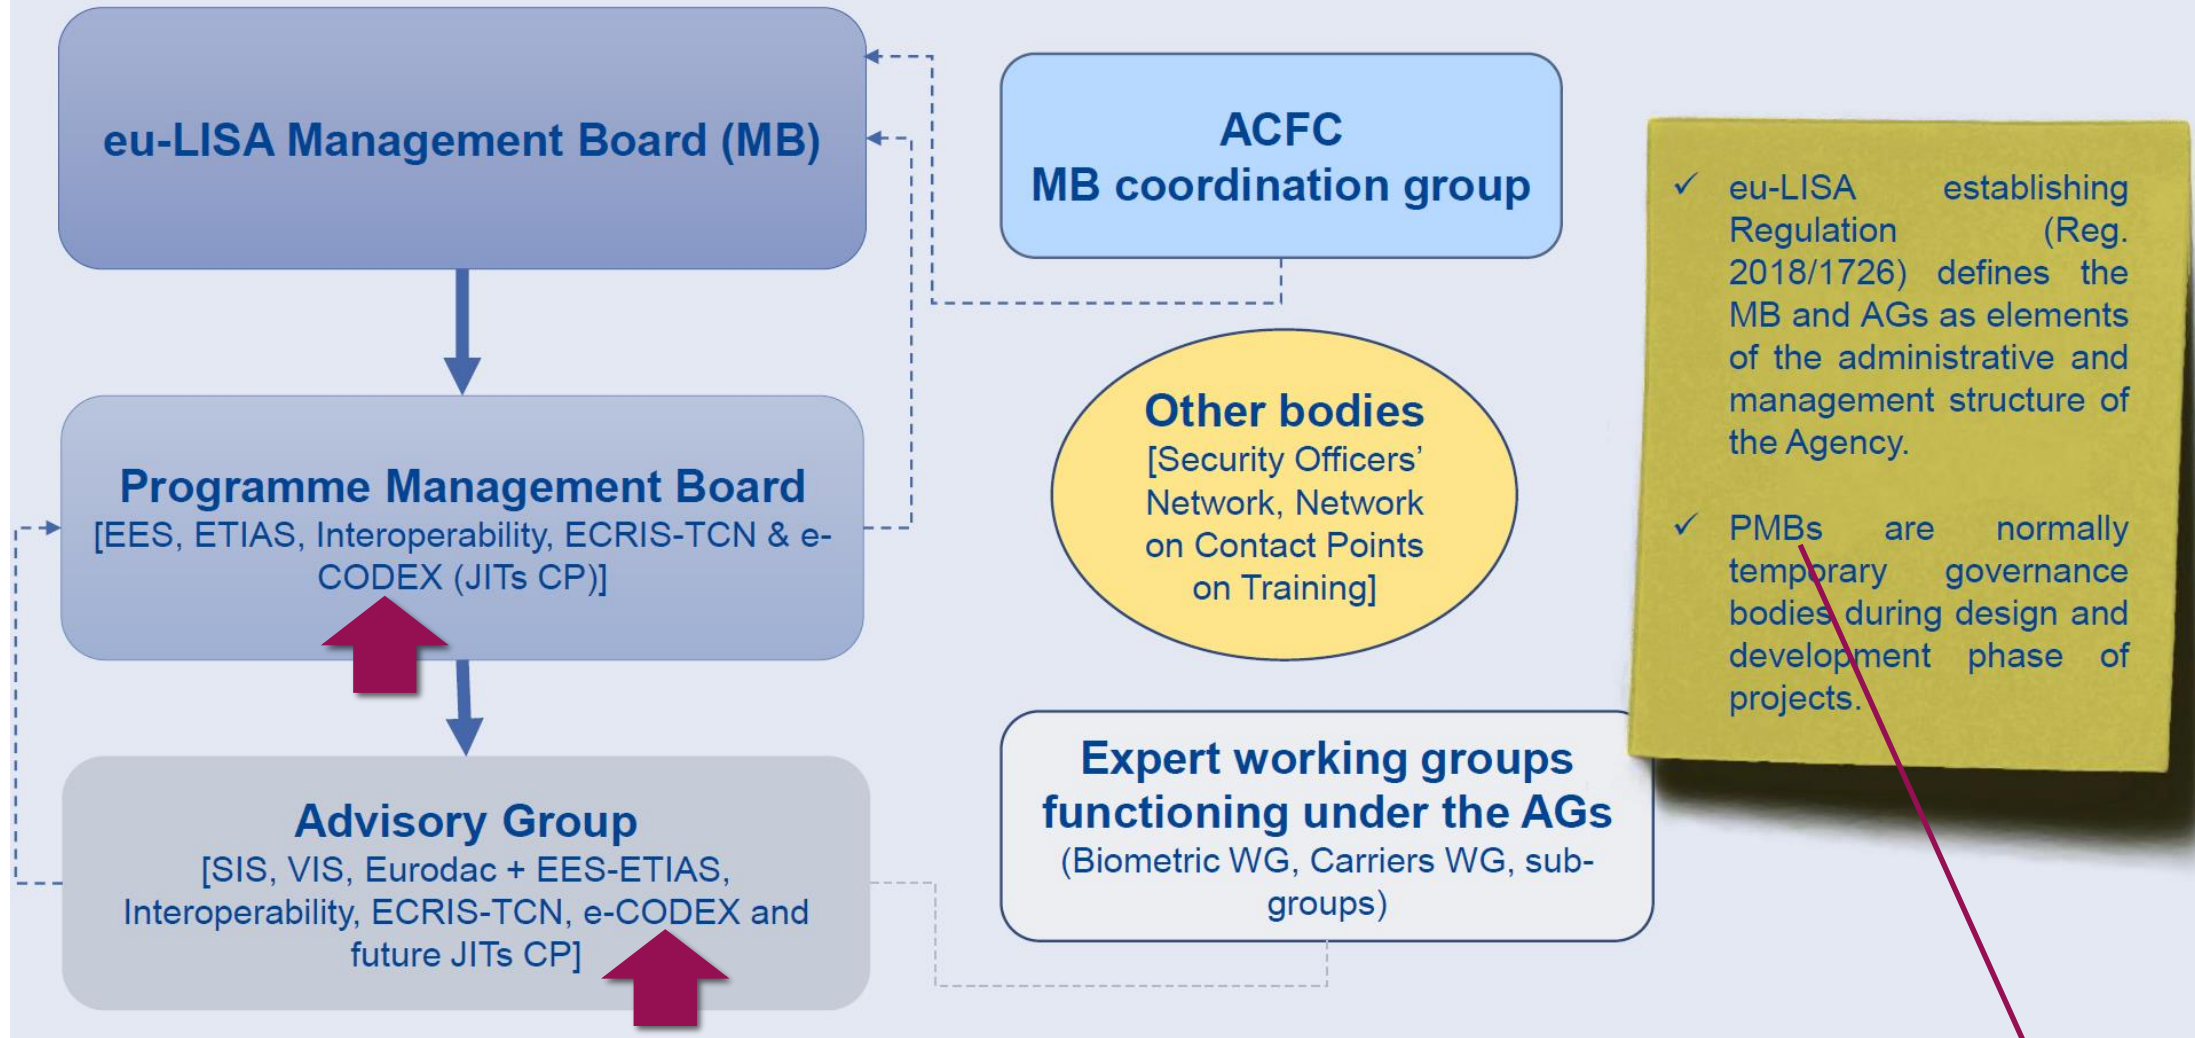 eu-LISA Management Board (MB)
ACFC
MB coordination group
Programme Management Board
[EES, ETIAS, Interoperability, ECRIS-TCN & e-
CODEX (JITs CP)]
Other bodies
[Security Officers’
Network, Network
on Contact Points
on Training]
Advisory Group
[SIS, VIS, Eurodac + EES-ETIAS,
Interoperability, ECRIS-TCN, e-CODEX and
future JITs CP]
Expert working groups
functioning under the AGs
(Biometric WG, Carriers WG, sub-
groups)
✓ eu-LISA establishing
Regulation (Reg.
2018/1726) defines the
MB and AGs as elements
of the administrative and
management structure of
the Agency.
✓ PMBs are normally
temporary governance
bodies during design and
development phase of
projects.